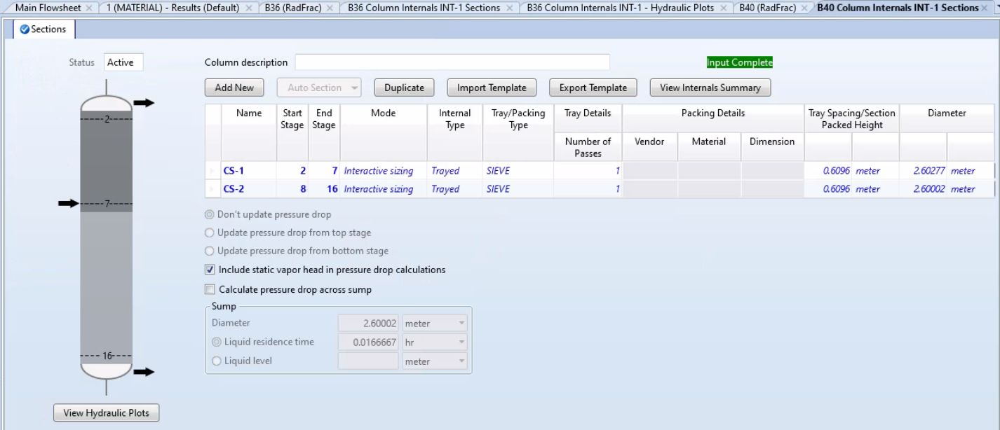 Main Flowsheet × 1 (MATERIAL) - Results (Default) × B36 (RadFrac) × B36 Column Internals INT-1 Sections × B36 Column Internals INT-1 - Hydraulic Plots × B40 (RadFrac) × B40 Column Internals INT-1 Sections ×
Sections
Status Active Column description Input Complete
Add New Auto Section Duplicate Import Template Export Template View Internals Summary
Name Start Stage End Stage Mode Internal Type Tray/Packing Type Tray Details Packing Details Tray Spacing/Section Packed Height Diameter
Number of Passes Vendor Material Dimension
CS-1 2 7 Interactive sizing Trayed SIEVE 1 0.6096 meter 2.60277 meter
CS-2 8 16 Interactive sizing Trayed SIEVE 1 0.6096 meter 2.60002 meter
2
7
16
Don't update pressure drop
Update pressure drop from top stage
Update pressure drop from bottom stage
Include static vapor head in pressure drop calculations
Calculate pressure drop across sump
Sump
Diameter 2.60002 meter
Liquid residence time 0.0166667 hr
Liquid level meter
View Hydraulic Plots